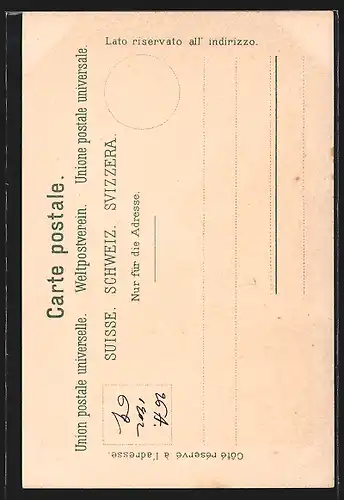 Carte postale.
Union postale universelle. Weltpostverein. Unione postale universale.
SUISSE. SCHWEIZ. SVIZZERA.
Nur für die Adresse.
Côté réservé à l'adresse.
Lato riservato all' indirizzo.